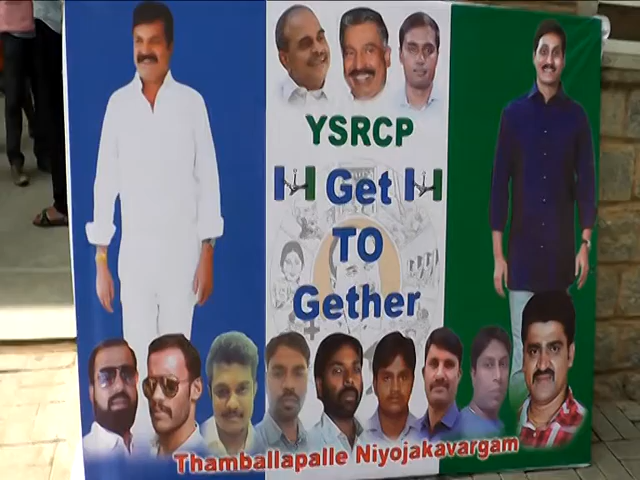 YSRCP
Get
TO
Gether
Thamballapalle Niyojakavargam